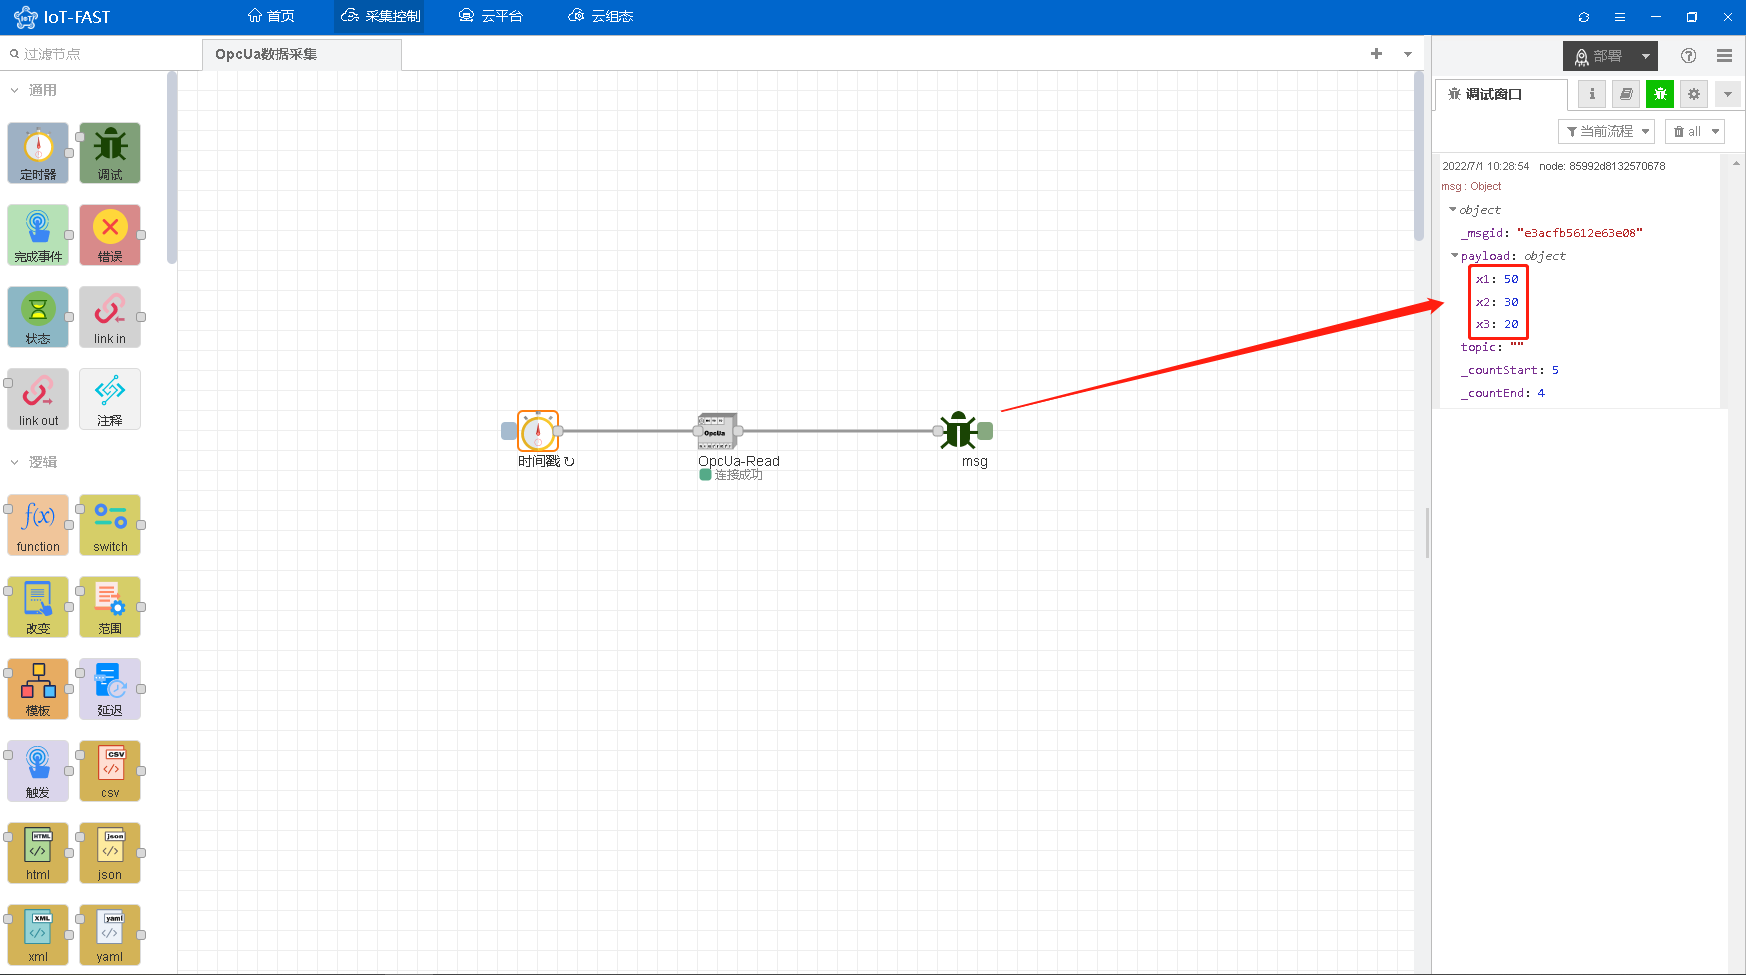 IoT-FAST
首页
采集控制
云平台
云组态
过滤节点
OpcUa数据采集
部署
通用
定时器
调试
完成事件
错误
状态
link in
link out
注释
逻辑
function
switch
改变
范围
模板
延迟
触发
CSV
csv
HTML
html
json
json
XML
xml
yaml
yaml
f(x)
时间戳 ↻
OpcUa
OpcUa-Read
连接成功
msg
调试窗口
当前流程
all
2022/7/1 10:28:54 node: 85992d8132570678
msg : Object
object
_msgid: "e3acfb5612e63e08"
payload: object
x1: 50
x2: 30
x3: 20
topic: ""
_countStart: 5
_countEnd: 4